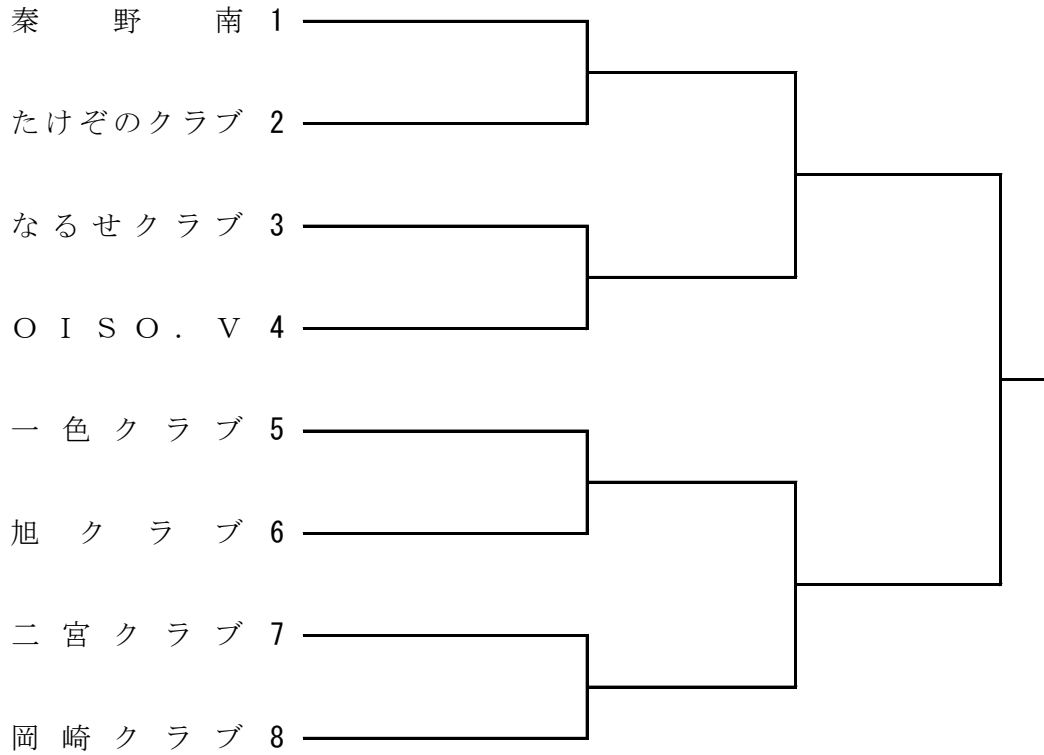 秦野南 1
たけぞのクラブ 2
なるせクラブ 3
ＯＩＳＯ．Ｖ 4
一色クラブ 5
旭クラブ 6
二宮クラブ 7
岡崎クラブ 8